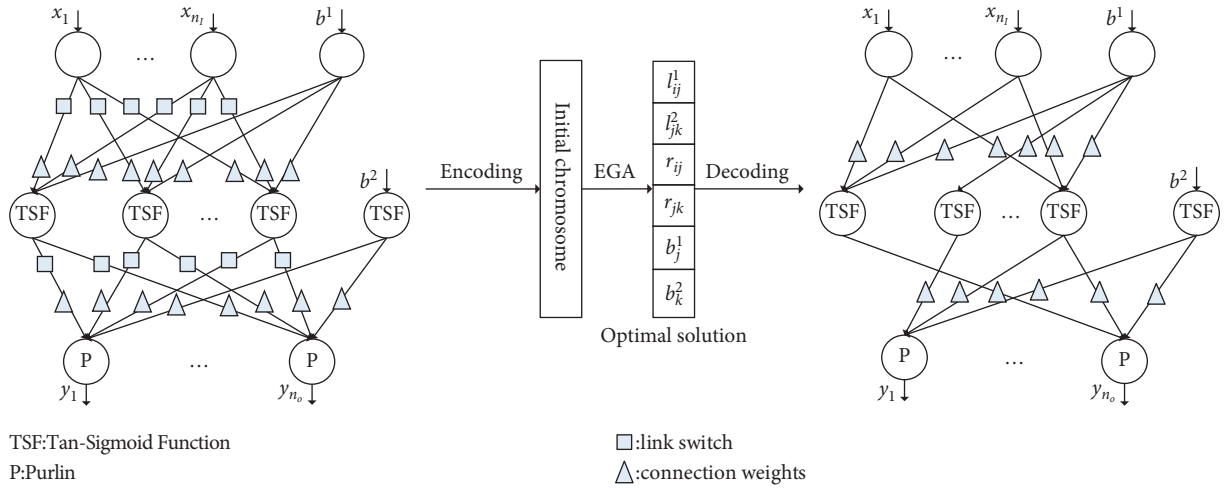 x₁ … xₙᵢ b¹
TSF TSF … TSF b² TSF
P … P
y₁ yₙₒ
Encoding
Initial chromosome
EGA
l¹ᵢⱼ
l²ⱼₖ
rᵢⱼ
rⱼₖ
b¹ⱼ
b²ₖ
Optimal solution
Decoding
x₁ … xₙᵢ b¹
TSF TSF … TSF b² TSF
P … P
y₁ yₙₒ
TSF:Tan-Sigmoid Function
P:Purlin
:link switch
:connection weights